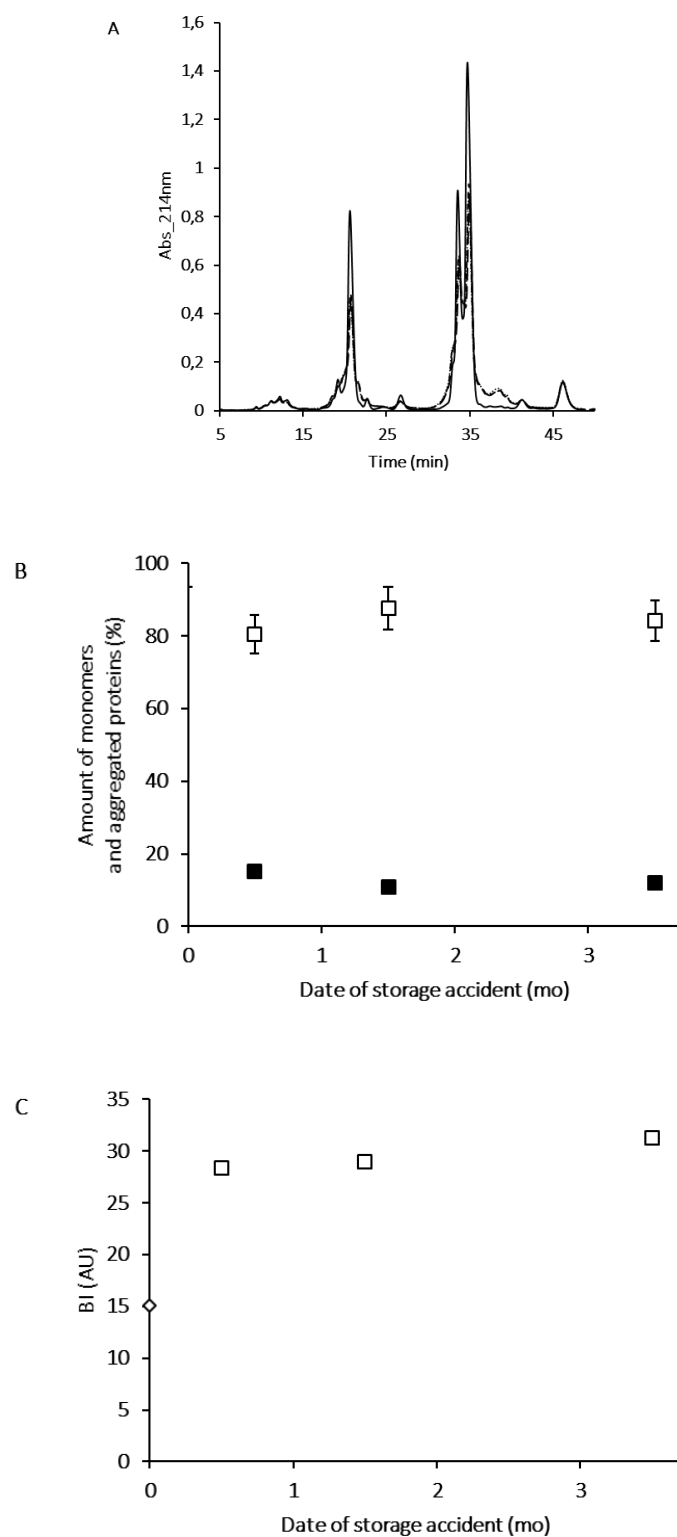 A
1,6
1,4
1,2
1
0,8
0,6
0,4
0,2
0
Abs_214nm
5 15 25 35 45
Time (min)
B
100
80
60
40
20
0
Amount of monomers
and aggregated proteins (%)
0 1 2 3
Date of storage accident (mo)
C
35
30
25
20
15
10
5
0
BI (AU)
0 1 2 3
Date of storage accident (mo)